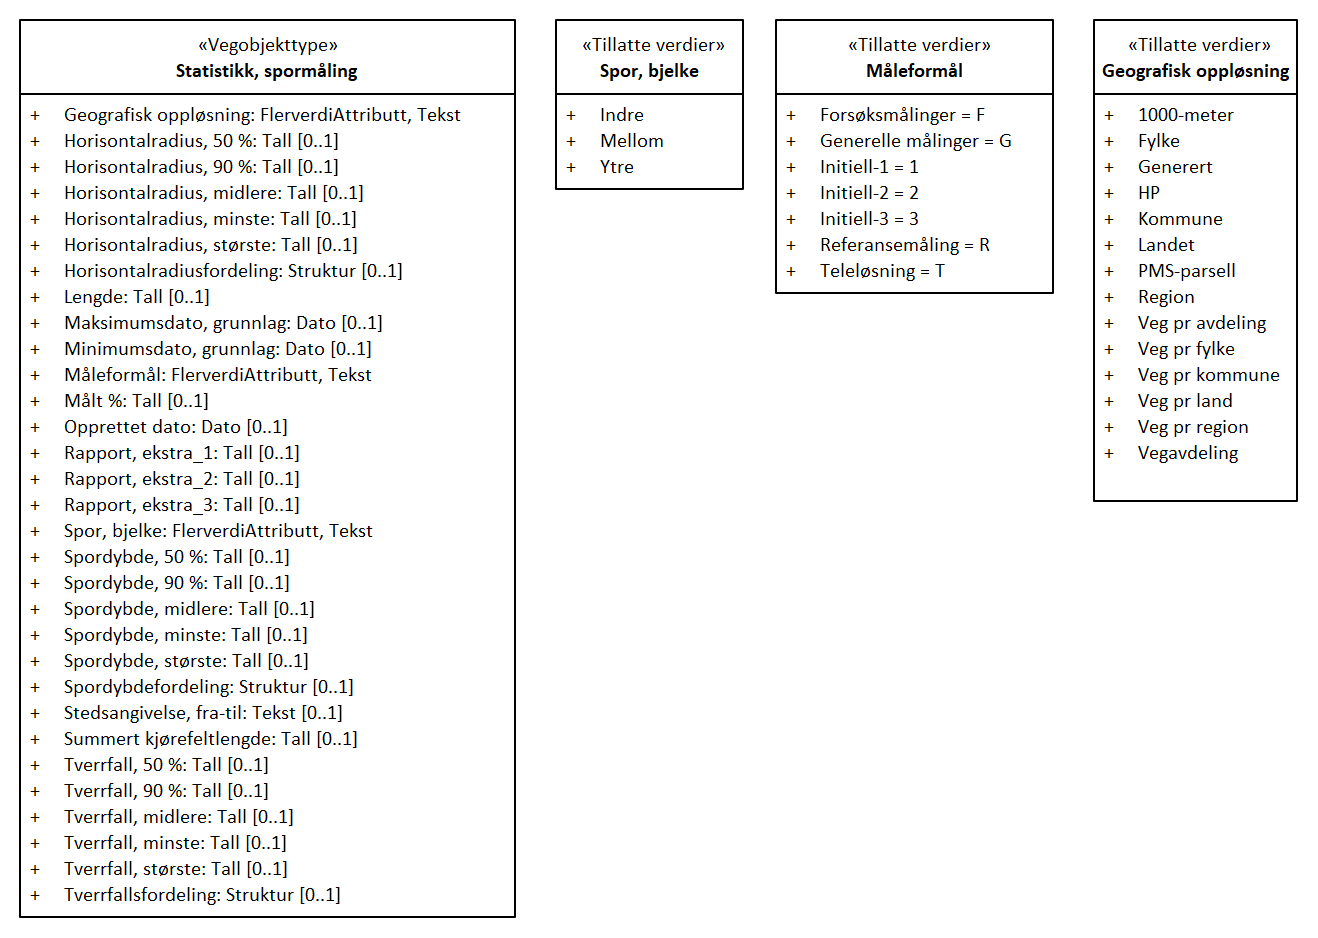 «Vegobjekttype»
Statistikk, spormåling
+ Geografisk oppløsning: FlerverdiAttributt, Tekst
+ Horisontalradius, 50 %: Tall [0..1]
+ Horisontalradius, 90 %: Tall [0..1]
+ Horisontalradius, midlere: Tall [0..1]
+ Horisontalradius, minste: Tall [0..1]
+ Horisontalradius, største: Tall [0..1]
+ Horisontalradiusfordeling: Struktur [0..1]
+ Lengde: Tall [0..1]
+ Maksimumsdato, grunnlag: Dato [0..1]
+ Minimumsdato, grunnlag: Dato [0..1]
+ Måleformål: FlerverdiAttributt, Tekst
+ Målt %: Tall [0..1]
+ Opprettet dato: Dato [0..1]
+ Rapport, ekstra_1: Tall [0..1]
+ Rapport, ekstra_2: Tall [0..1]
+ Rapport, ekstra_3: Tall [0..1]
+ Spor, bjelke: FlerverdiAttributt, Tekst
+ Spordybde, 50 %: Tall [0..1]
+ Spordybde, 90 %: Tall [0..1]
+ Spordybde, midlere: Tall [0..1]
+ Spordybde, minste: Tall [0..1]
+ Spordybde, største: Tall [0..1]
+ Spordybdefordeling: Struktur [0..1]
+ Stedsangivelse, fra-til: Tekst [0..1]
+ Summert kjørefeltlengde: Tall [0..1]
+ Tverrfall, 50 %: Tall [0..1]
+ Tverrfall, 90 %: Tall [0..1]
+ Tverrfall, midlere: Tall [0..1]
+ Tverrfall, minste: Tall [0..1]
+ Tverrfall, største: Tall [0..1]
+ Tverrfallsfordeling: Struktur [0..1]
«Tillatte verdier»
Spor, bjelke
+ Indre
+ Mellom
+ Ytre
«Tillatte verdier»
Måleformål
+ Forsøksmålinger = F
+ Generelle målinger = G
+ Initiell-1 = 1
+ Initiell-2 = 2
+ Initiell-3 = 3
+ Referansemåling = R
+ Teleløsning = T
«Tillatte verdier»
Geografisk oppløsning
+ 1000-meter
+ Fylke
+ Generert
+ HP
+ Kommune
+ Landet
+ PMS-parsell
+ Region
+ Veg pr avdeling
+ Veg pr fylke
+ Veg pr kommune
+ Veg pr land
+ Veg pr region
+ Vegavdeling